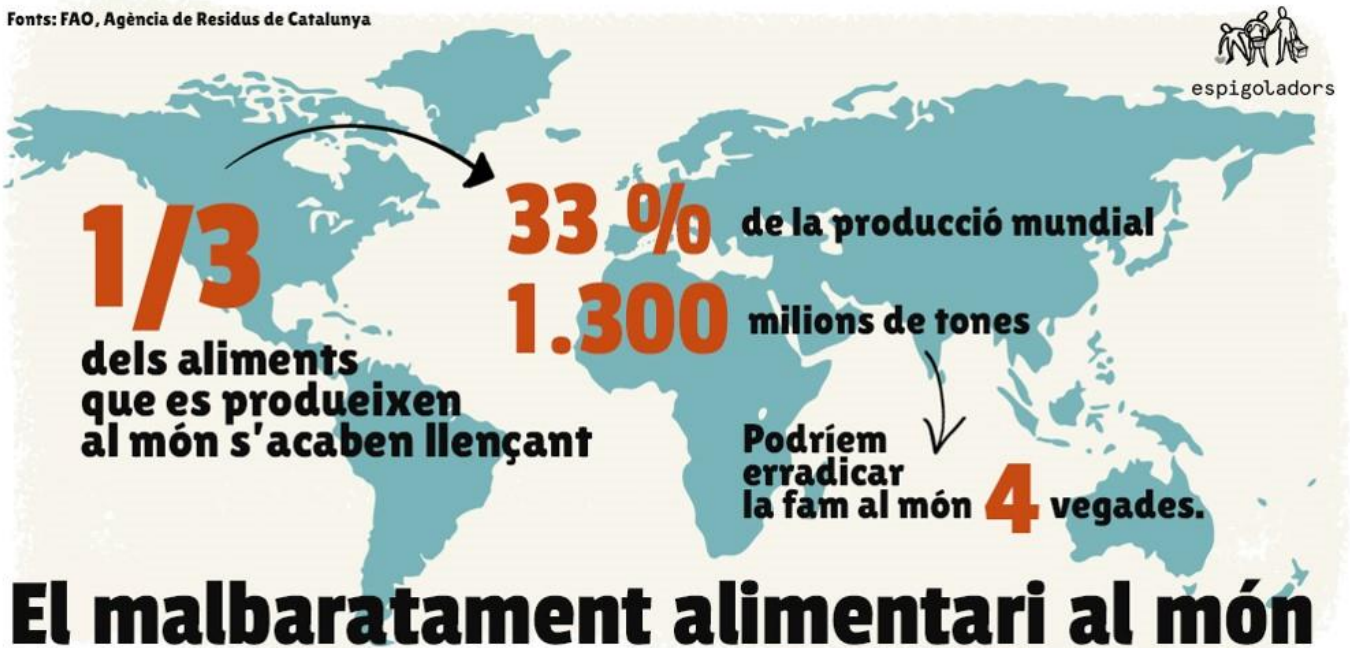 Fonts: FAO, Agència de Residus de Catalunya
espigoladors
1/3
dels aliments
que es produeixen
al món s'acaben llençant
33 % de la producció mundial
1.300 milions de tones
Podríem
erradicar
la fam al món 4 vegades.
El malbaratament alimentari al món